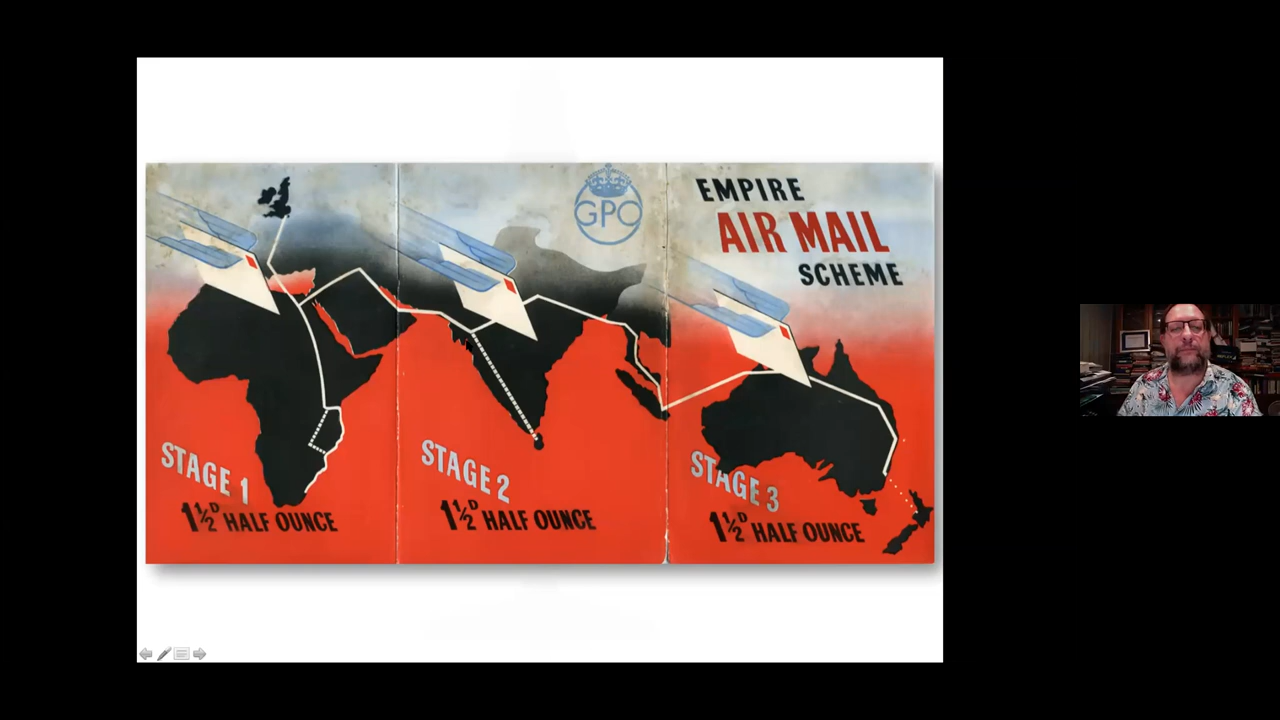 GPO
EMPIRE
AIR MAIL
SCHEME
STAGE 1
1½D HALF OUNCE
STAGE 2
1½D HALF OUNCE
STAGE 3
1½D HALF OUNCE